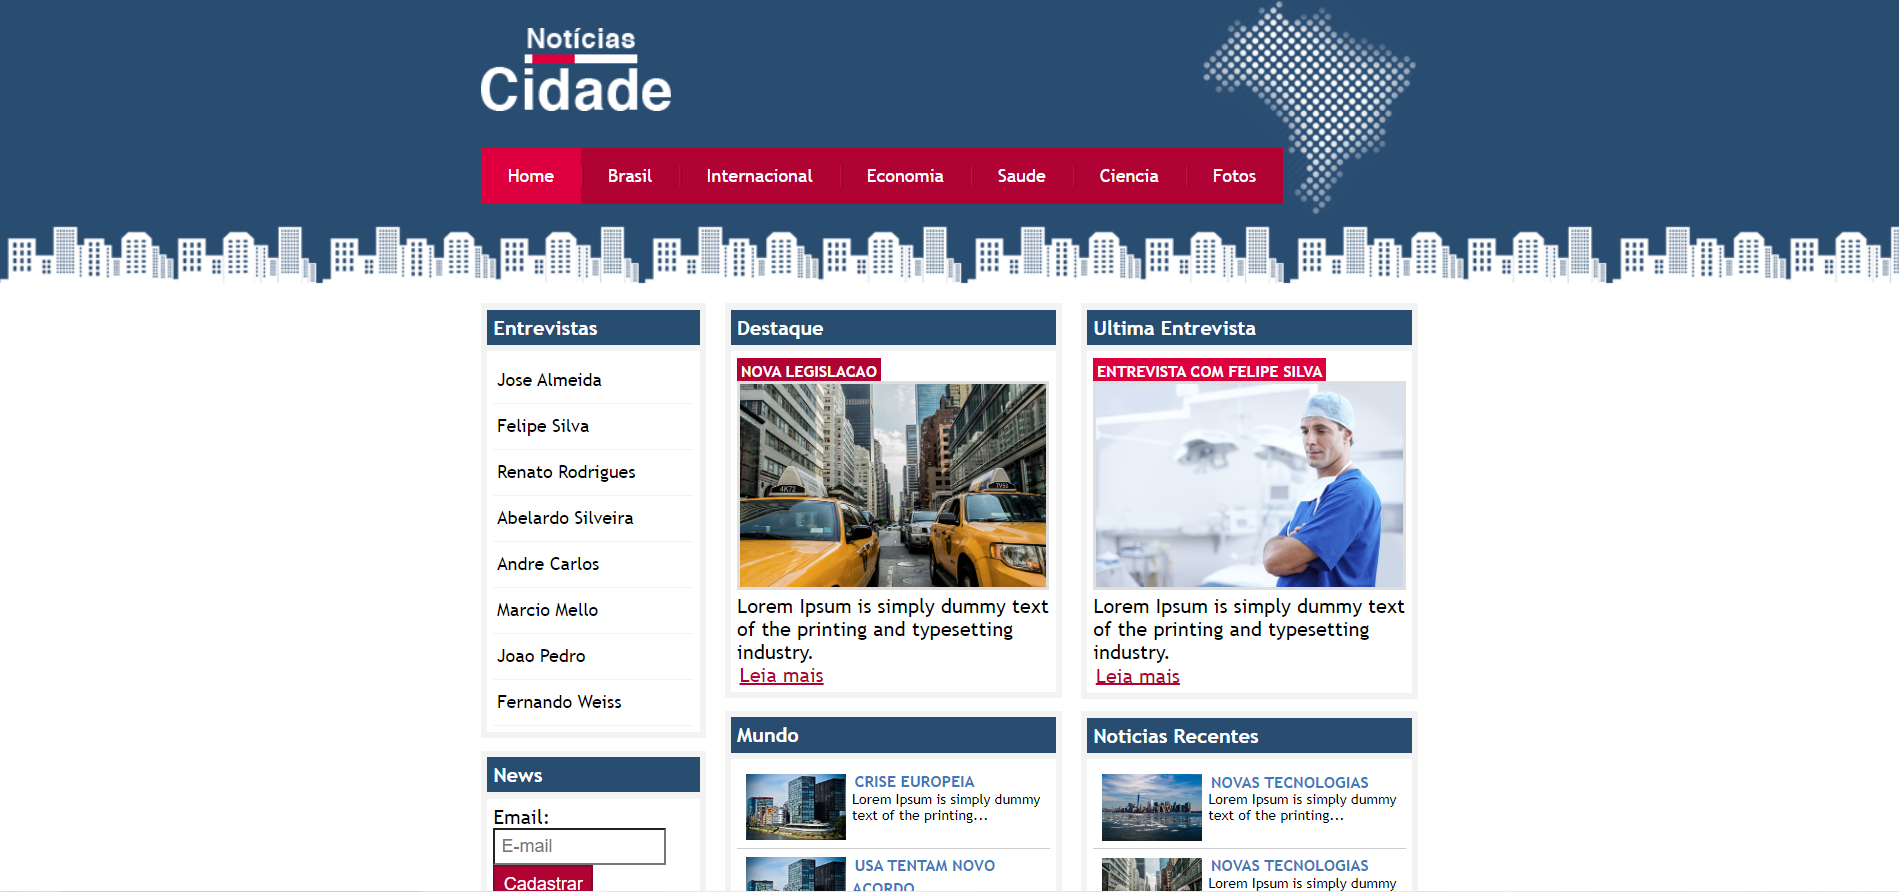 Notícias
Cidade
Home
Brasil
Internacional
Economia
Saude
Ciencia
Fotos
Entrevistas
Jose Almeida
Felipe Silva
Renato Rodrigues
Abelardo Silveira
Andre Carlos
Marcio Mello
Joao Pedro
Fernando Weiss
News
Email:
E-mail
Cadastrar
Destaque
NOVA LEGISLACAO
4K72
Lorem Ipsum is simply dummy text
of the printing and typesetting
industry.
Leia mais
Mundo
CRISE EUROPEIA
Lorem Ipsum is simply dummy
text of the printing...
USA TENTAM NOVO
ACORDO
Ultima Entrevista
ENTREVISTA COM FELIPE SILVA
Lorem Ipsum is simply dummy text
of the printing and typesetting
industry.
Leia mais
Noticias Recentes
NOVAS TECNOLOGIAS
Lorem Ipsum is simply dummy
text of the printing...
NOVAS TECNOLOGIAS
Lorem Ipsum is simply dummy